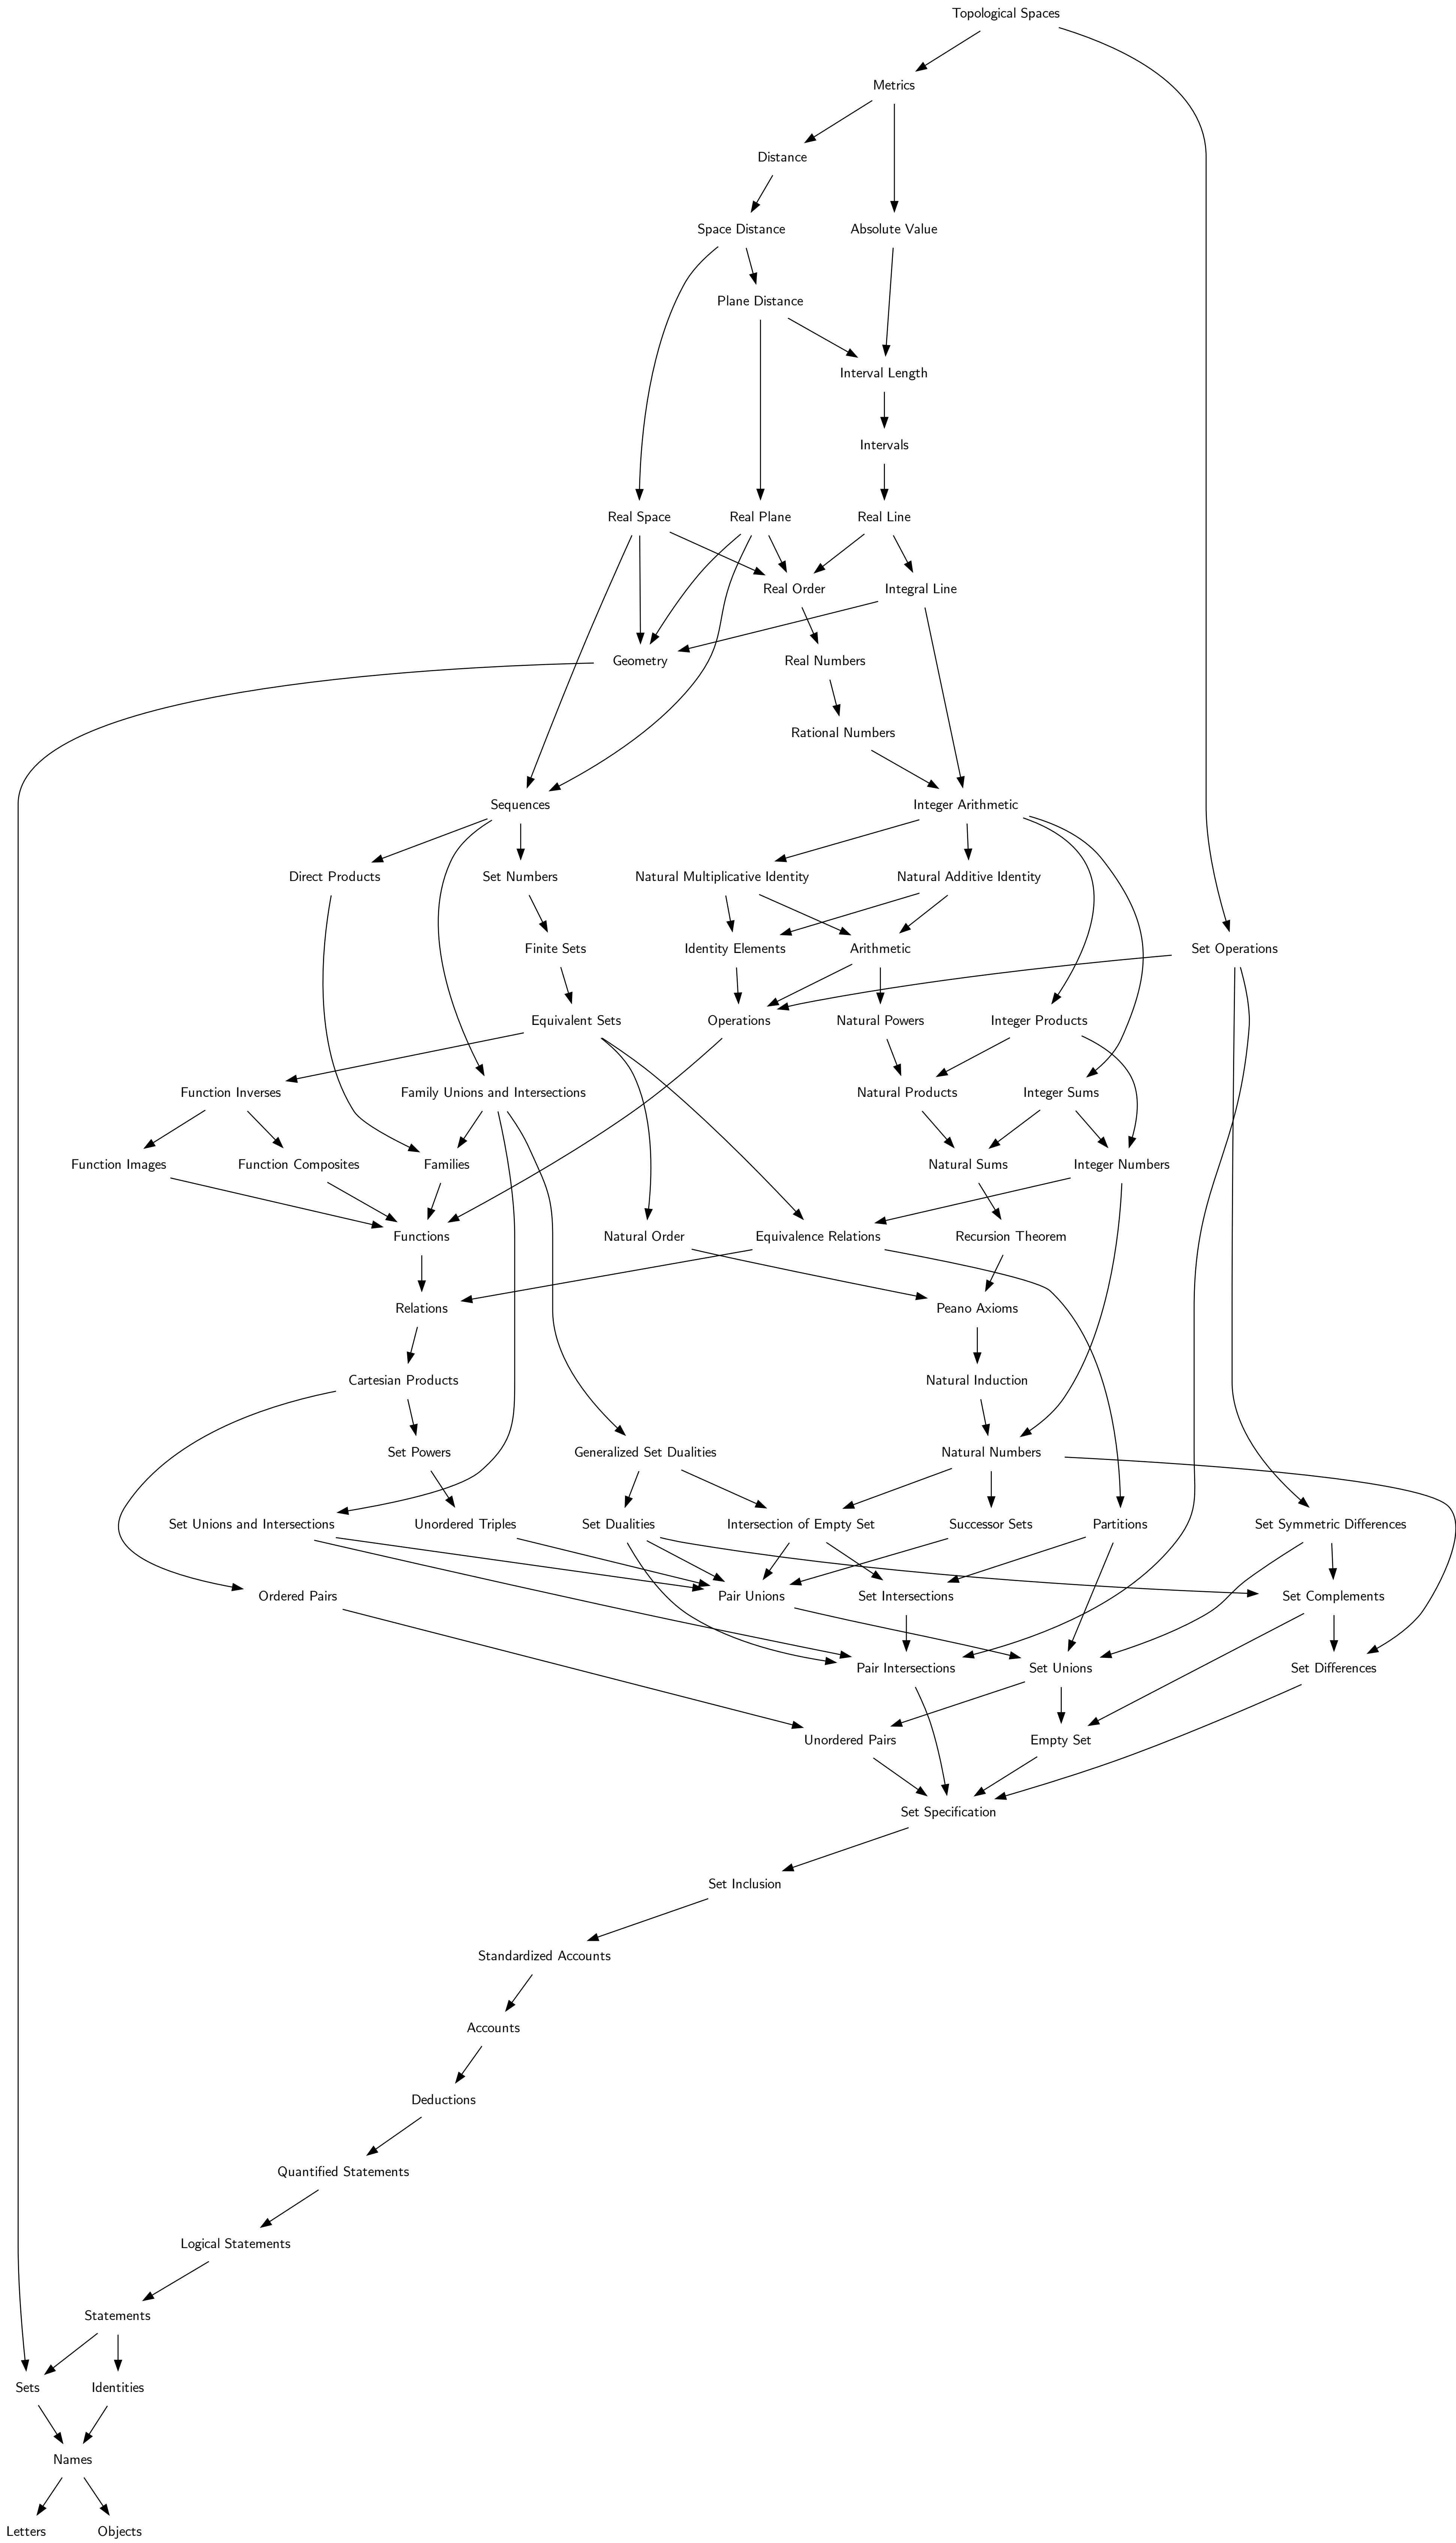 Topological Spaces
Metrics
Distance
Space Distance
Absolute Value
Plane Distance
Interval Length
Intervals
Real Space
Real Plane
Real Line
Real Order
Integral Line
Geometry
Real Numbers
Rational Numbers
Sequences
Integer Arithmetic
Direct Products
Set Numbers
Natural Multiplicative Identity
Natural Additive Identity
Finite Sets
Identity Elements
Arithmetic
Set Operations
Equivalent Sets
Operations
Natural Powers
Integer Products
Function Inverses
Family Unions and Intersections
Natural Products
Integer Sums
Function Images
Function Composites
Families
Natural Sums
Integer Numbers
Functions
Natural Order
Equivalence Relations
Recursion Theorem
Relations
Peano Axioms
Cartesian Products
Natural Induction
Set Powers
Generalized Set Dualities
Natural Numbers
Set Unions and Intersections
Unordered Triples
Set Dualities
Intersection of Empty Set
Successor Sets
Partitions
Set Symmetric Differences
Ordered Pairs
Pair Unions
Set Intersections
Set Complements
Pair Intersections
Set Unions
Set Differences
Unordered Pairs
Empty Set
Set Specification
Set Inclusion
Standardized Accounts
Accounts
Deductions
Quantified Statements
Logical Statements
Statements
Sets
Identities
Names
Letters
Objects